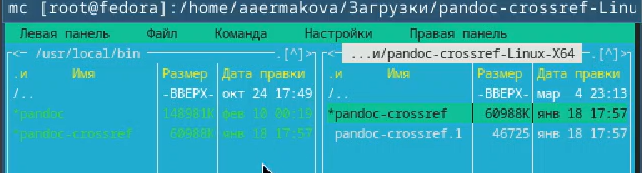 mc [root@fedora]:/home/aaermakova/Загрузки/pandoc-crossref-Linu
Левая панель Файл Команда Настройки Правая панель
<— /usr/local/bin .[^]> <— ...и/pandoc-crossref-Linux-X64 —.[^]>
.и Имя Размер Дата правки .и Имя Размер Дата правки
/.. -ВВЕРХ- окт 24 17:49 /.. -ВВЕРХ- мар 4 23:13
*pandoc 148981K фев 18 00:19 *pandoc-crossref 60988K янв 18 17:57
*pandoc-crossref 60988K янв 18 17:57 pandoc-crossref.1 46725 янв 18 17:57